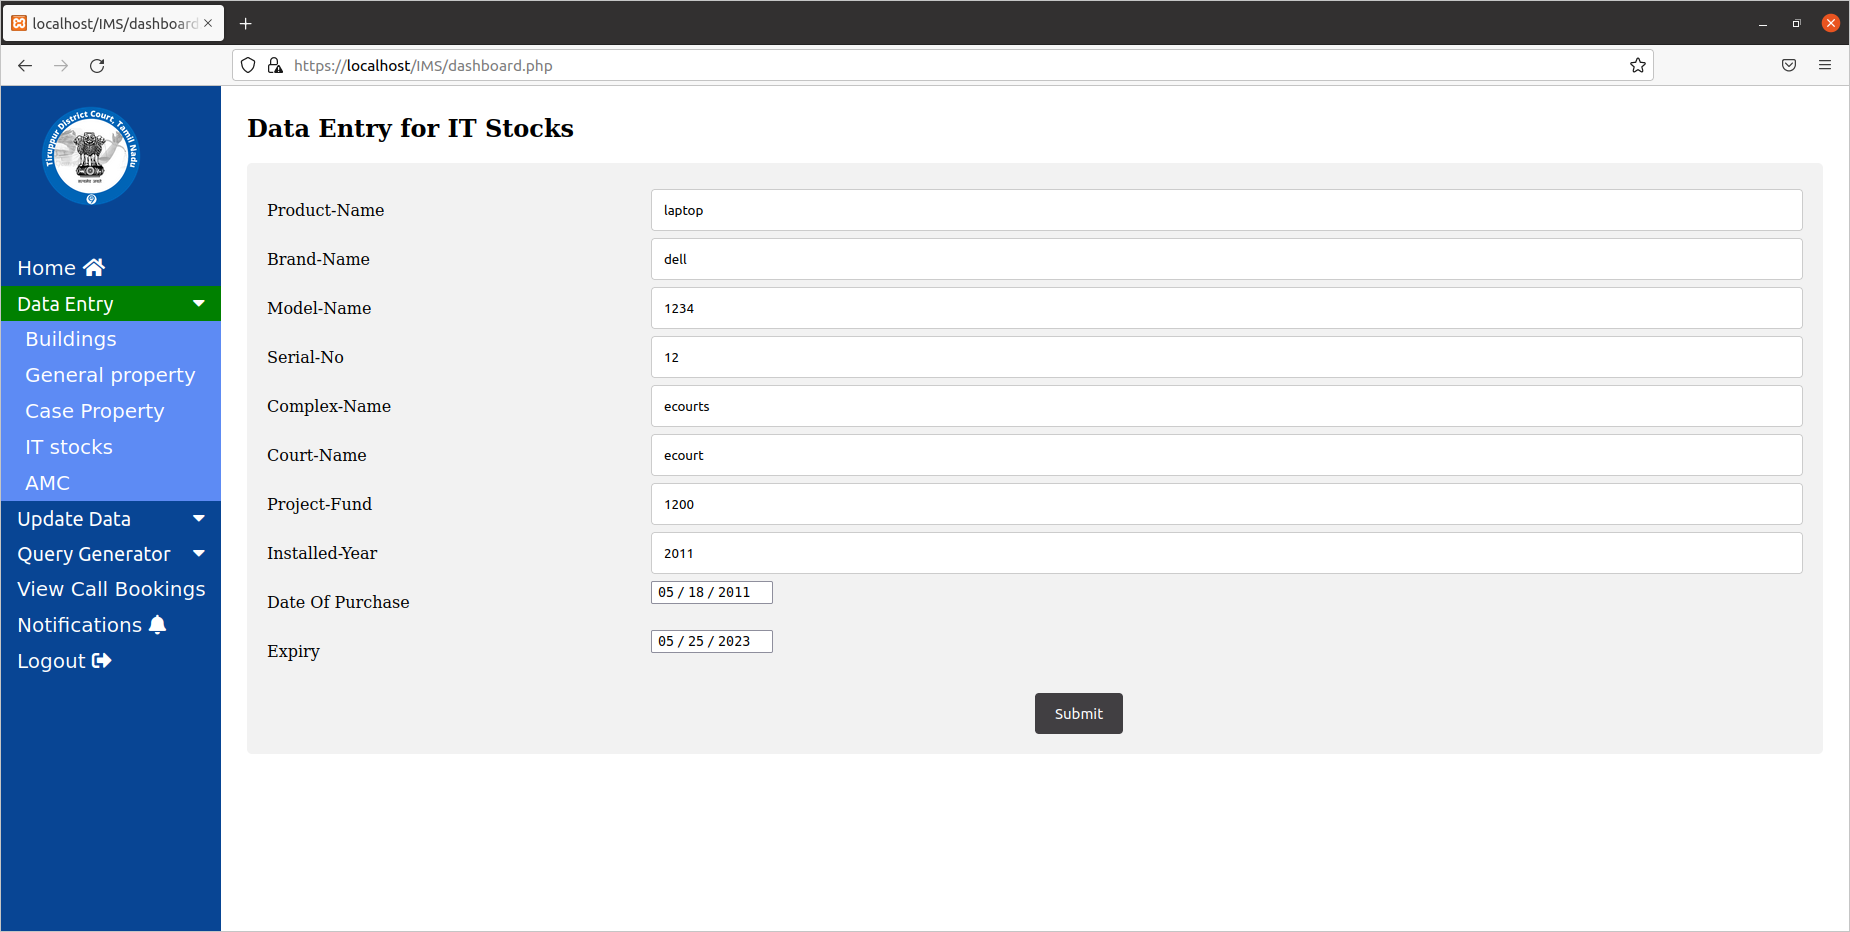 localhost/IMS/dashboard
https://localhost/IMS/dashboard.php
Tiruppur District Court, Tamil Nadu
Home
Data Entry
Buildings
General property
Case Property
IT stocks
AMC
Update Data
Query Generator
View Call Bookings
Notifications
Logout
Data Entry for IT Stocks
Product-Name laptop
Brand-Name dell
Model-Name 1234
Serial-No 12
Complex-Name ecourts
Court-Name ecourt
Project-Fund 1200
Installed-Year 2011
Date Of Purchase 05/18/2011
Expiry 05/25/2023
Submit